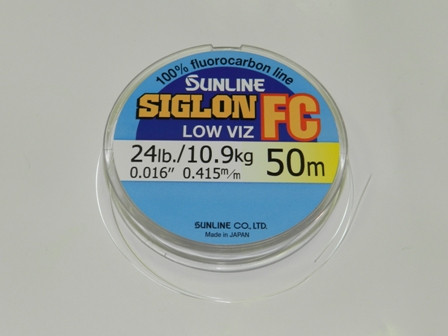 100% fluorocarbon line
SUNLINE
SIGLON FC
LOW VIZ
24lb./10.9kg 50m
0.016" 0.415m/m
SUNLINE CO.,LTD.
Made in JAPAN